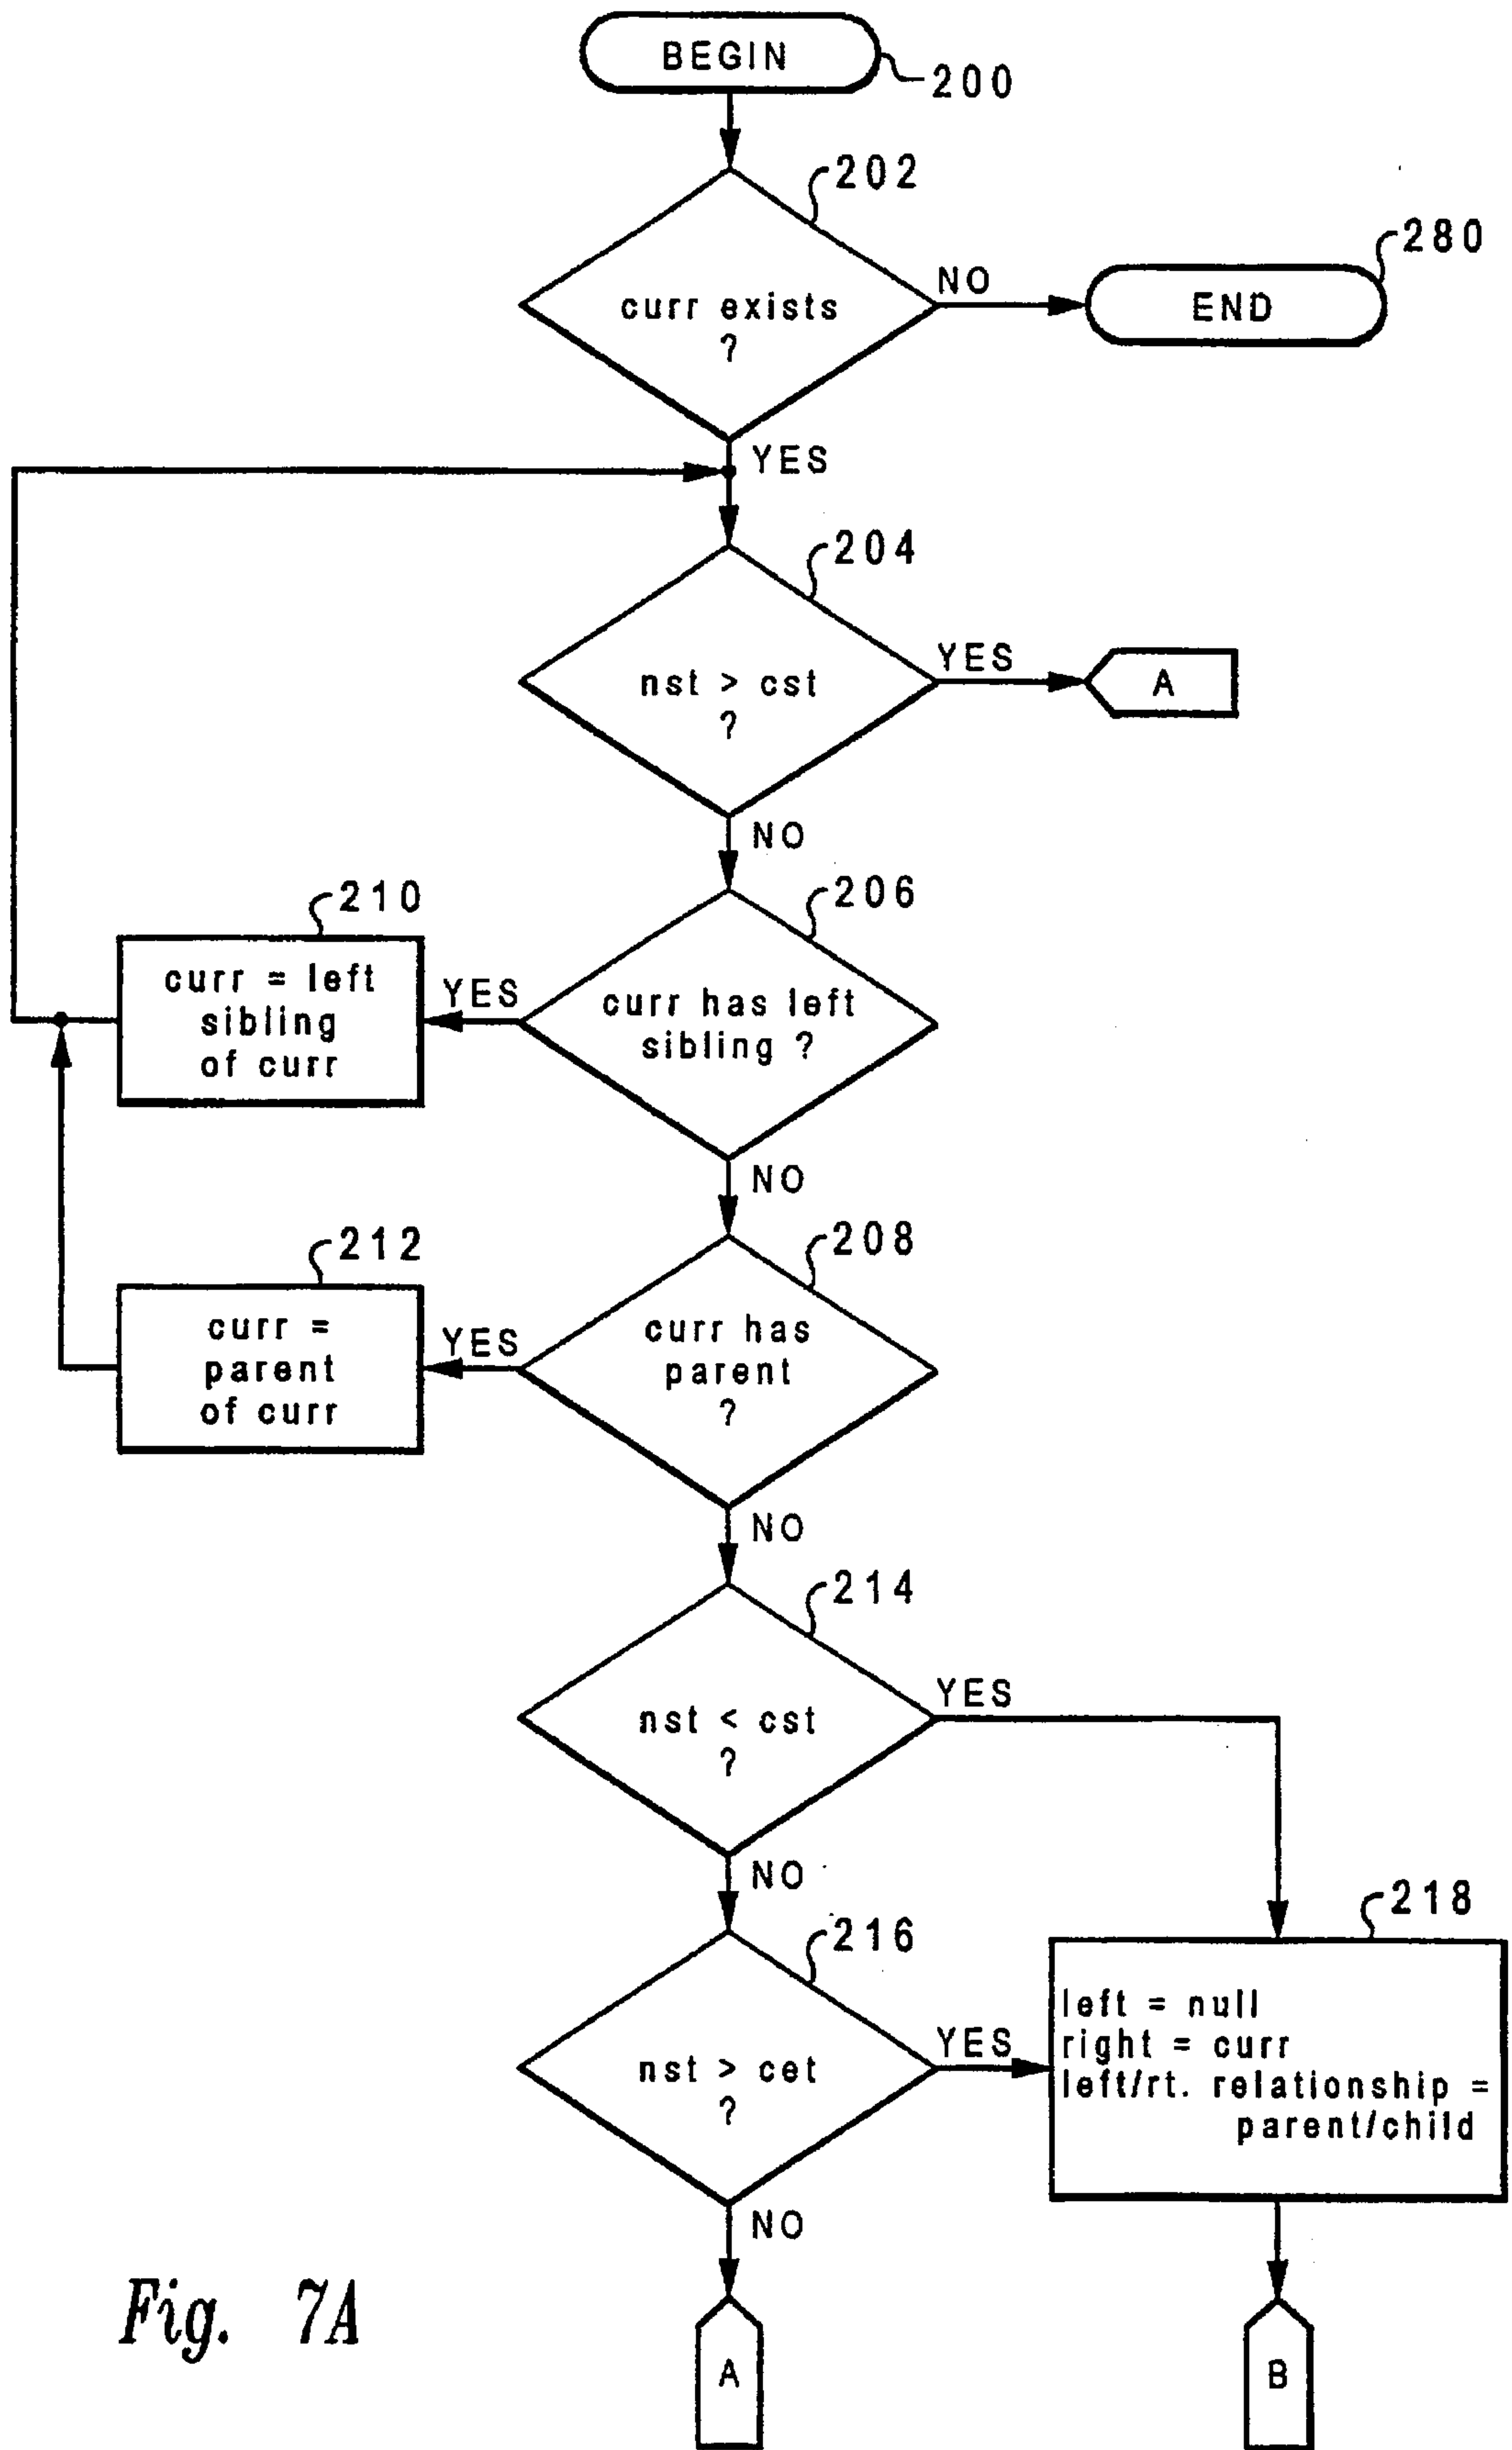 BEGIN
200
202
curr exists
?
NO
280
END
YES
204
nst > cst
?
YES
A
NO
206
curr has left
sibling ?
YES
210
curr = left
sibling
of curr
NO
208
curr has
parent
?
YES
212
curr =
parent
of curr
NO
214
nst < cst
?
YES
NO
216
nst > cet
?
YES
218
left = null
right = curr
left/rt. relationship =
parent/child
NO
A
B
Fig. 7A